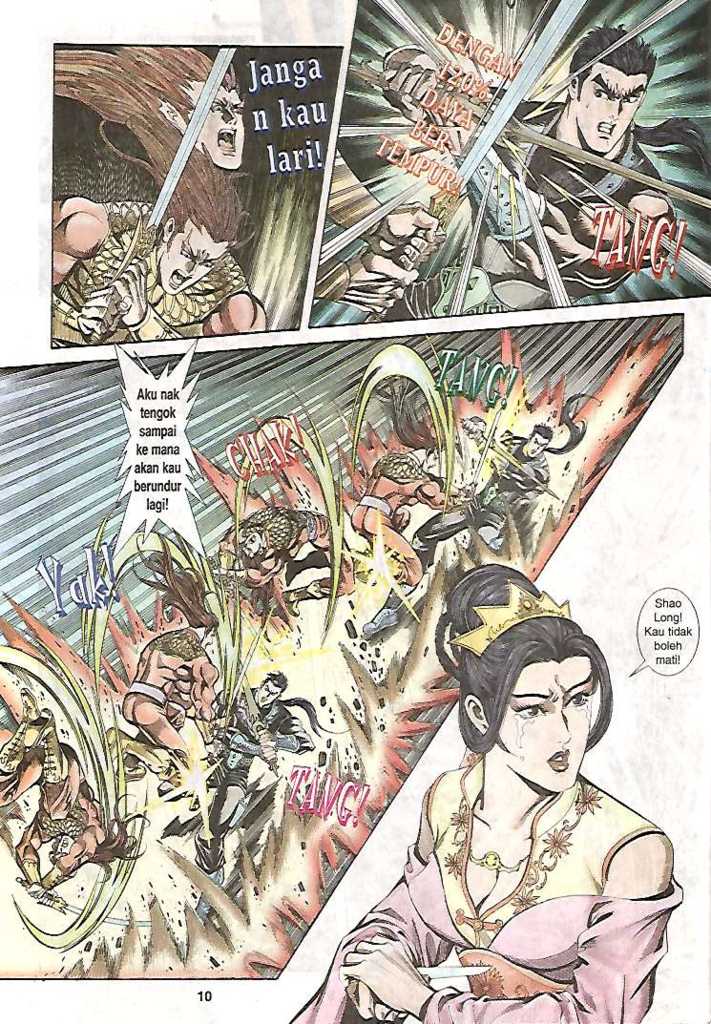 Janga
n kau
lari!
DENGAN
120%
DAYA
BER
TEMPUR!
TANG!
Aku nak
tengok
sampai
ke mana
akan kau
berundur
lagi!
TANG!
CHAK!
Yak!
TANG!
Shao
Long!
Kau tidak
boleh
mati!
10